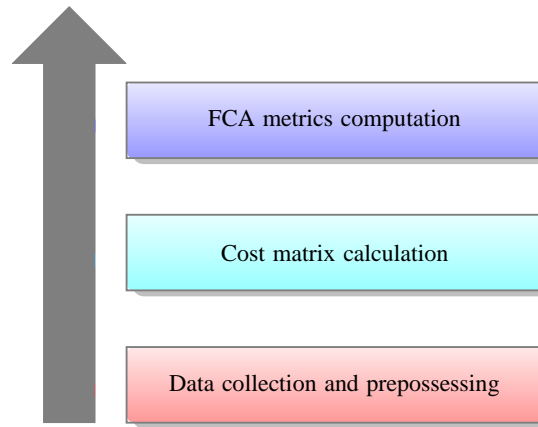 FCA metrics computation
Cost matrix calculation
Data collection and prepossessing